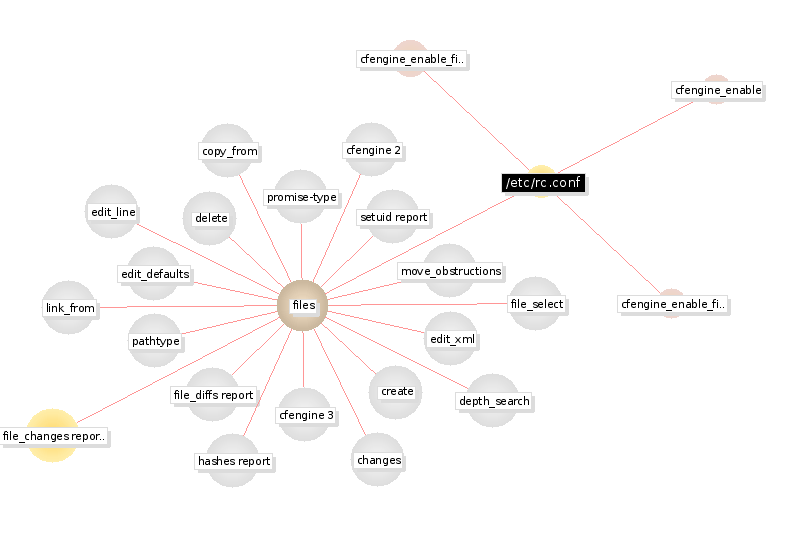 cfengine_enable_fi..
cfengine_enable
copy_from
cfengine 2
/etc/rc.conf
promise-type
edit_line
delete
setuid report
edit_defaults
move_obstructions
link_from
files
file_select
cfengine_enable_fi..
pathtype
edit_xml
file_diffs report
create
depth_search
cfengine 3
file_changes repor..
hashes report
changes